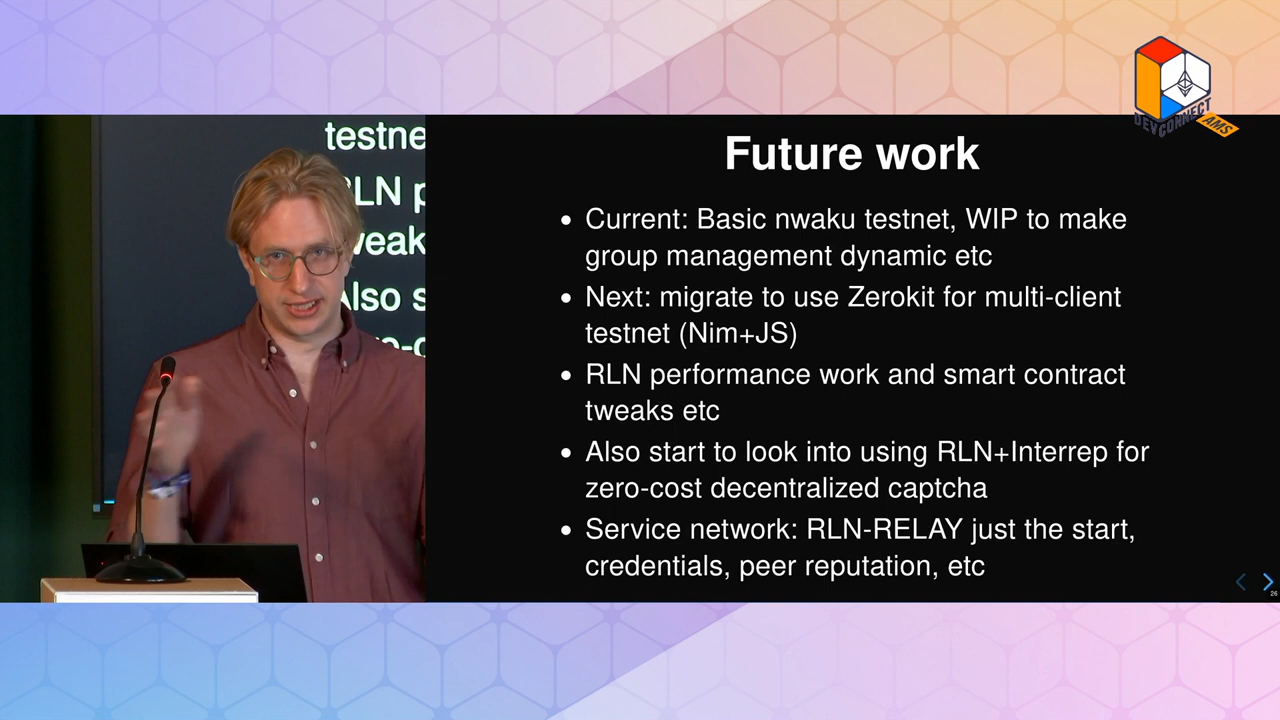 DEVCONNECT
AMS
testne
RLN p
weak
Also s
ro-c
Future work
Current: Basic nwaku testnet, WIP to make
group management dynamic etc
Next: migrate to use Zerokit for multi-client
testnet (Nim+JS)
RLN performance work and smart contract
tweaks etc
Also start to look into using RLN+Interrep for
zero-cost decentralized captcha
Service network: RLN-RELAY just the start,
credentials, peer reputation, etc
26